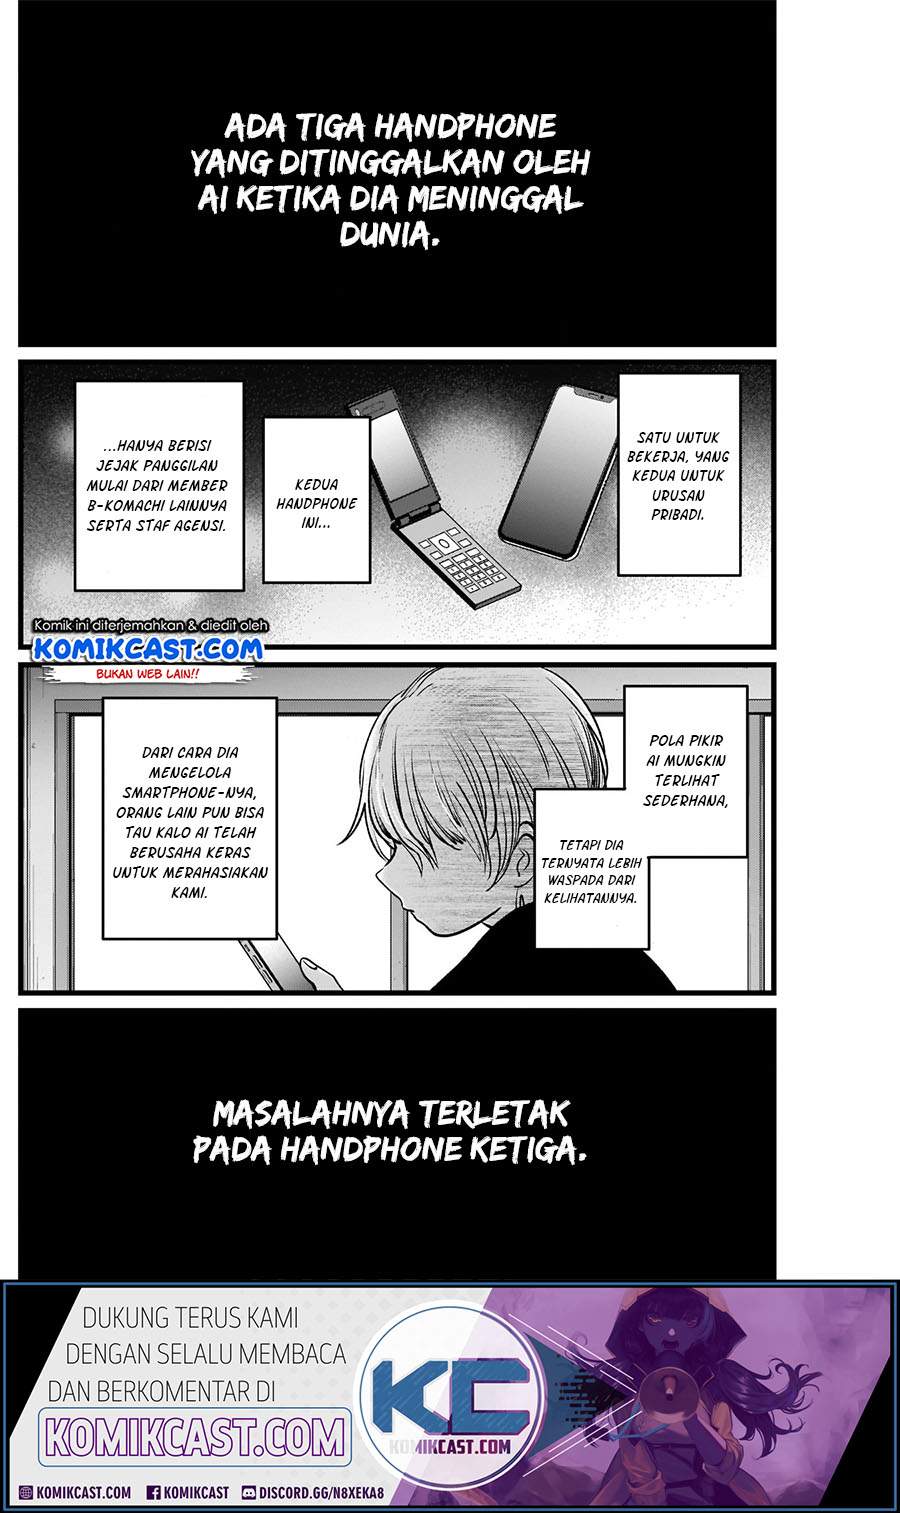 ADA TIGA HANDPHONE
YANG DITINGGALKAN OLEH
AI KETIKA DIA MENINGGAL
DUNIA.
SATU UNTUK
BEKERJA, YANG
KEDUA UNTUK
URUSAN
PRIBADI.
KEDUA
HANDPHONE
INI...
...HANYA BERISI
JEJAK PANGGILAN
MULAI DARI MEMBER
B-KOMACHI LAINNYA
SERTA STAF AGENSI.
Komik ini diterjemahkan & diedit oleh
KOMIKCAST.COM
BUKAN WEB LAIN!!
POLA PIKIR
AI MUNGKIN
TERLIHAT
SEDERHANA,
TETAPI DIA
TERNYATA LEBIH
WASPADA DARI
KELIHATANNYA.
DARI CARA DIA
MENGELOLA
SMARTPHONE-NYA,
ORANG LAIN PUN BISA
TAU KALO AI TELAH
BERUSAHA KERAS
UNTUK MERAHASIAKAN
KAMI.
MASALAHNYA TERLETAK
PADA HANDPHONE KETIGA.
DUKUNG TERUS KAMI
DENGAN SELALU MEMBACA
DAN BERKOMENTAR DI
KOMIKCAST.COM
KC
KOMIKCAST.COM
KOMIKCAST.COM
KOMIKCAST
DISCORD.GG/N8XEKA8